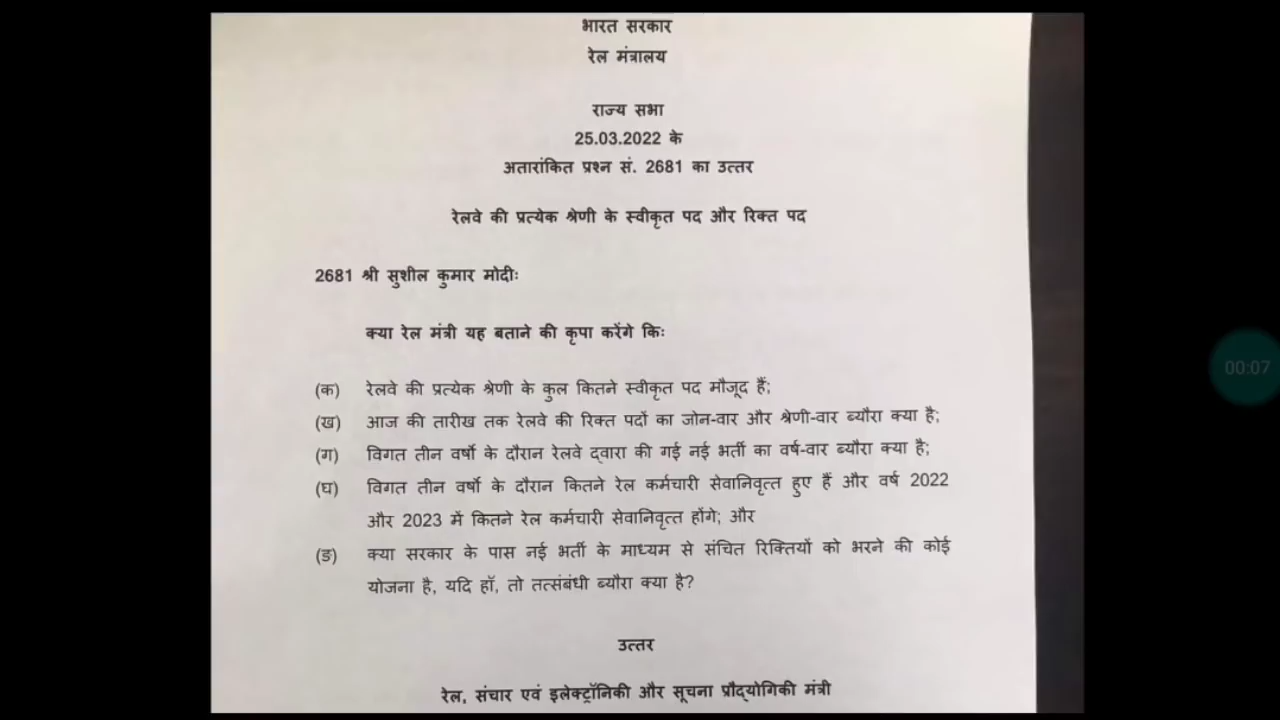 भारत सरकार
रेल मंत्रालय
राज्य सभा
25.03.2022 के
अतारांकित प्रश्न सं. 2681 का उत्तर
रेलवे की प्रत्येक श्रेणी के स्वीकृत पद और रिक्त पद
2681 श्री सुशील कुमार मोदीः
क्या रेल मंत्री यह बताने की कृपा करेंगे किः
(क) रेलवे की प्रत्येक श्रेणी के कुल कितने स्वीकृत पद मौजूद हैं;
(ख) आज की तारीख तक रेलवे की रिक्त पदों का जोन-वार और श्रेणी-वार ब्यौरा क्या है;
(ग) विगत तीन वर्षो के दौरान रेलवे द्वारा की गई नई भर्ती का वर्ष-वार ब्यौरा क्या है;
(घ) विगत तीन वर्षो के दौरान कितने रेल कर्मचारी सेवानिवृत्त हुए हैं और वर्ष 2022
और 2023 में कितने रेल कर्मचारी सेवानिवृत्त होंगे; और
(ङ) क्या सरकार के पास नई भर्ती के माध्यम से संचित रिक्तियों को भरने की कोई
योजना है, यदि हॉ, तो तत्संबंधी ब्यौरा क्या है?
उत्तर
रेल, संचार एवं इलेक्ट्रॉनिकी और सूचना प्रौद्योगिकी मंत्री
00:07